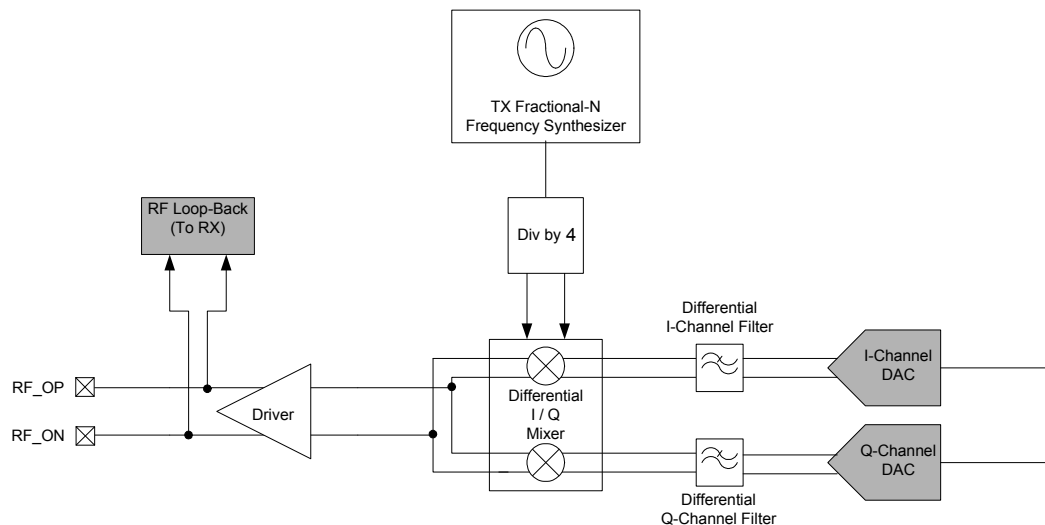 TX Fractional-N
Frequency Synthesizer
RF Loop-Back
(To RX)
Div by 4
Differential
I-Channel Filter
I-Channel
DAC
RF_OP
RF_ON
Driver
Differential
I / Q
Mixer
Q-Channel
DAC
Differential
Q-Channel Filter